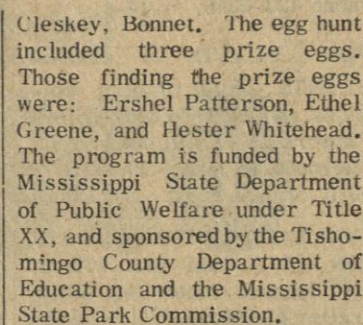 Cleskey, Bonnet. The egg hunt
included three prize eggs.
Those finding the prize eggs
were: Ershel Patterson, Ethel
Greene, and Hester Whitehead.
The program is funded by the
Mississippi State Department
of Public Welfare under Title
XX, and sponsored by the Tisho-
mingo County Department of
Education and the Mississippi
State Park Commission.